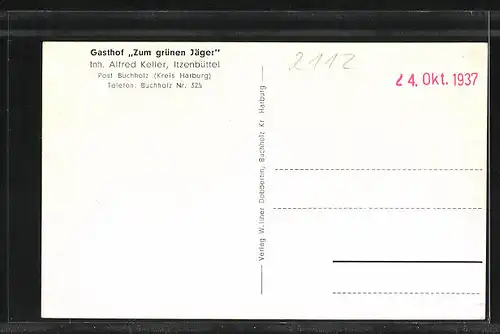 Gasthof „Zum grünen Jäger"
Inh. Alfred Keller, Itzenbüttel
Post Buchholz (Kreis Harburg)
Telefon: Buchholz Nr. 325
2112
24. Okt. 1937
Verlag Buchholz Kr. Harburg